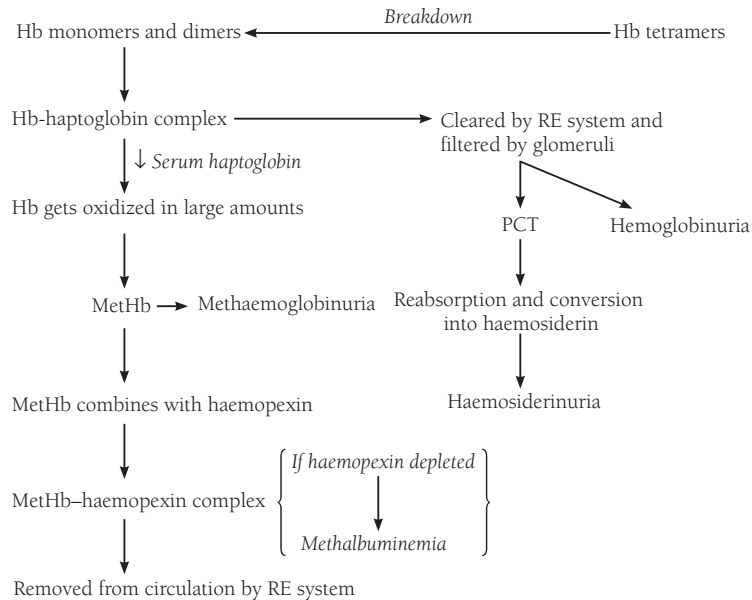 Breakdown
Hb monomers and dimers
Hb tetramers
Hb-haptoglobin complex
Cleared by RE system and
filtered by glomeruli
↓ Serum haptoglobin
Hb gets oxidized in large amounts
PCT
Hemoglobinuria
MetHb
Methaemoglobinuria
Reabsorption and conversion
into haemosiderin
MetHb combines with haemopexin
Haemosiderinuria
If haemopexin depleted
MetHb–haemopexin complex
Methalbuminemia
Removed from circulation by RE system